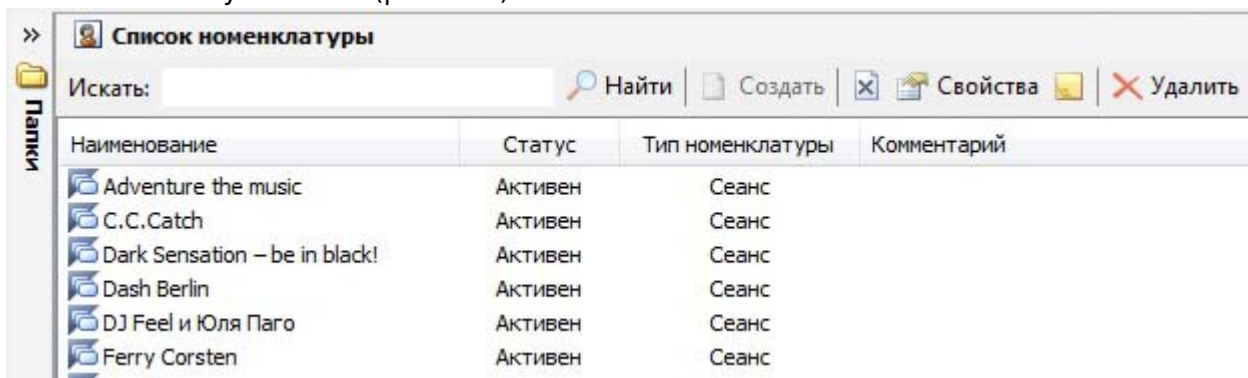 Список номенклатуры
Искать: Найти Создать Свойства Удалить
Папки
Наименование Статус Тип номенклатуры Комментарий
Adventure the music Активен Сеанс
C.C.Catch Активен Сеанс
Dark Sensation – be in black! Активен Сеанс
Dash Berlin Активен Сеанс
DJ Feel и Юля Паго Активен Сеанс
Ferry Corsten Активен Сеанс